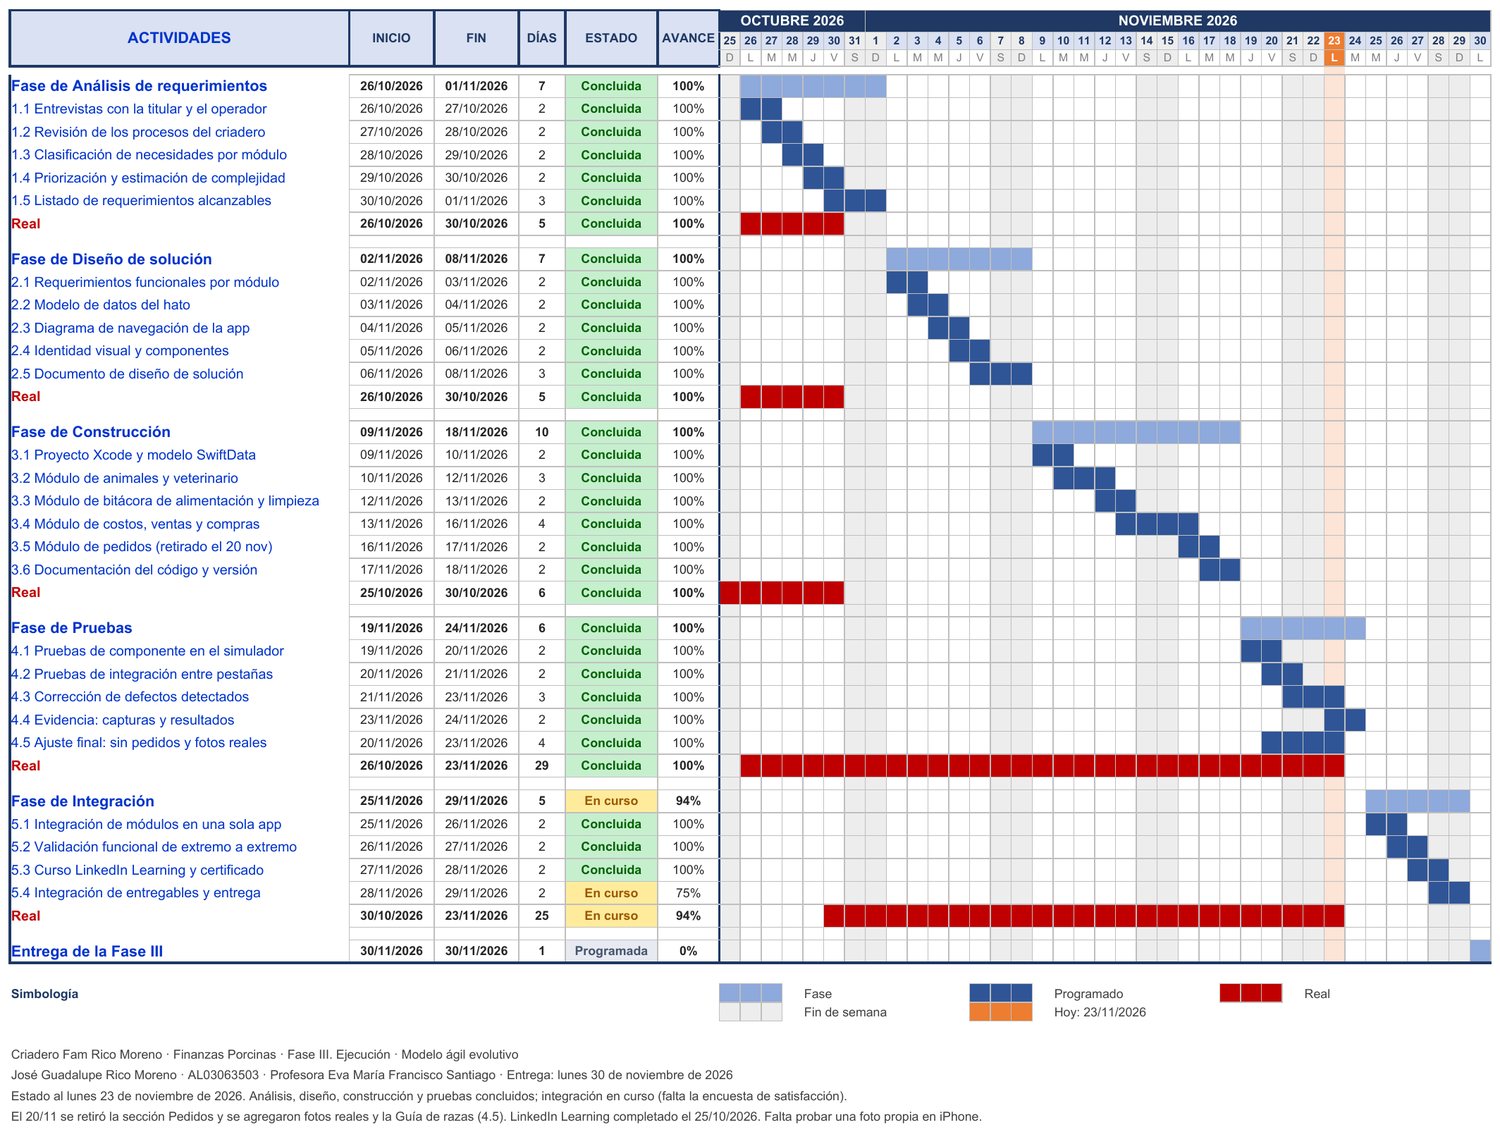 ACTIVIDADES INICIO FIN DÍAS ESTADO AVANCE OCTUBRE 2026 NOVIEMBRE 2026
25 26 27 28 29 30 31 1 2 3 4 5 6 7 8 9 10 11 12 13 14 15 16 17 18 19 20 21 22 23 24 25 26 27 28 29 30
D L M M J V S D L M M J V S D L M M J V S D L M M J V S D L M M J V S D L
Fase de Análisis de requerimientos 26/10/2026 01/11/2026 7 Concluida 100%
1.1 Entrevistas con la titular y el operador 26/10/2026 27/10/2026 2 Concluida 100%
1.2 Revisión de los procesos del criadero 27/10/2026 28/10/2026 2 Concluida 100%
1.3 Clasificación de necesidades por módulo 28/10/2026 29/10/2026 2 Concluida 100%
1.4 Priorización y estimación de complejidad 29/10/2026 30/10/2026 2 Concluida 100%
1.5 Listado de requerimientos alcanzables 30/10/2026 01/11/2026 3 Concluida 100%
Real 26/10/2026 30/10/2026 5 Concluida 100%
Fase de Diseño de solución 02/11/2026 08/11/2026 7 Concluida 100%
2.1 Requerimientos funcionales por módulo 02/11/2026 03/11/2026 2 Concluida 100%
2.2 Modelo de datos del hato 03/11/2026 04/11/2026 2 Concluida 100%
2.3 Diagrama de navegación de la app 04/11/2026 05/11/2026 2 Concluida 100%
2.4 Identidad visual y componentes 05/11/2026 06/11/2026 2 Concluida 100%
2.5 Documento de diseño de solución 06/11/2026 08/11/2026 3 Concluida 100%
Real 26/10/2026 30/10/2026 5 Concluida 100%
Fase de Construcción 09/11/2026 18/11/2026 10 Concluida 100%
3.1 Proyecto Xcode y modelo SwiftData 09/11/2026 10/11/2026 2 Concluida 100%
3.2 Módulo de animales y veterinario 10/11/2026 12/11/2026 3 Concluida 100%
3.3 Módulo de bitácora de alimentación y limpieza 12/11/2026 13/11/2026 2 Concluida 100%
3.4 Módulo de costos, ventas y compras 13/11/2026 16/11/2026 4 Concluida 100%
3.5 Módulo de pedidos (retirado el 20 nov) 16/11/2026 17/11/2026 2 Concluida 100%
3.6 Documentación del código y versión 17/11/2026 18/11/2026 2 Concluida 100%
Real 25/10/2026 30/10/2026 6 Concluida 100%
Fase de Pruebas 19/11/2026 24/11/2026 6 Concluida 100%
4.1 Pruebas de componente en el simulador 19/11/2026 20/11/2026 2 Concluida 100%
4.2 Pruebas de integración entre pestañas 20/11/2026 21/11/2026 2 Concluida 100%
4.3 Corrección de defectos detectados 21/11/2026 23/11/2026 3 Concluida 100%
4.4 Evidencia: capturas y resultados 23/11/2026 24/11/2026 2 Concluida 100%
4.5 Ajuste final: sin pedidos y fotos reales 20/11/2026 23/11/2026 4 Concluida 100%
Real 26/10/2026 23/11/2026 29 Concluida 100%
Fase de Integración 25/11/2026 29/11/2026 5 En curso 94%
5.1 Integración de módulos en una sola app 25/11/2026 26/11/2026 2 Concluida 100%
5.2 Validación funcional de extremo a extremo 26/11/2026 27/11/2026 2 Concluida 100%
5.3 Curso LinkedIn Learning y certificado 27/11/2026 28/11/2026 2 Concluida 100%
5.4 Integración de entregables y entrega 28/11/2026 29/11/2026 2 En curso 75%
Real 30/10/2026 23/11/2026 25 En curso 94%
Entrega de la Fase III 30/11/2026 30/11/2026 1 Programada 0%
Simbología Fase Programado Real
Fin de semana Hoy: 23/11/2026
Criadero Fam Rico Moreno · Finanzas Porcinas · Fase III. Ejecución · Modelo ágil evolutivo
José Guadalupe Rico Moreno · AL03063503 · Profesora Eva María Francisco Santiago · Entrega: lunes 30 de noviembre de 2026
Estado al lunes 23 de noviembre de 2026. Análisis, diseño, construcción y pruebas concluidos; integración en curso (falta la encuesta de satisfacción).
El 20/11 se retiró la sección Pedidos y se agregaron fotos reales y la Guía de razas (4.5). LinkedIn Learning completado el 25/10/2026. Falta probar una foto propia en iPhone.